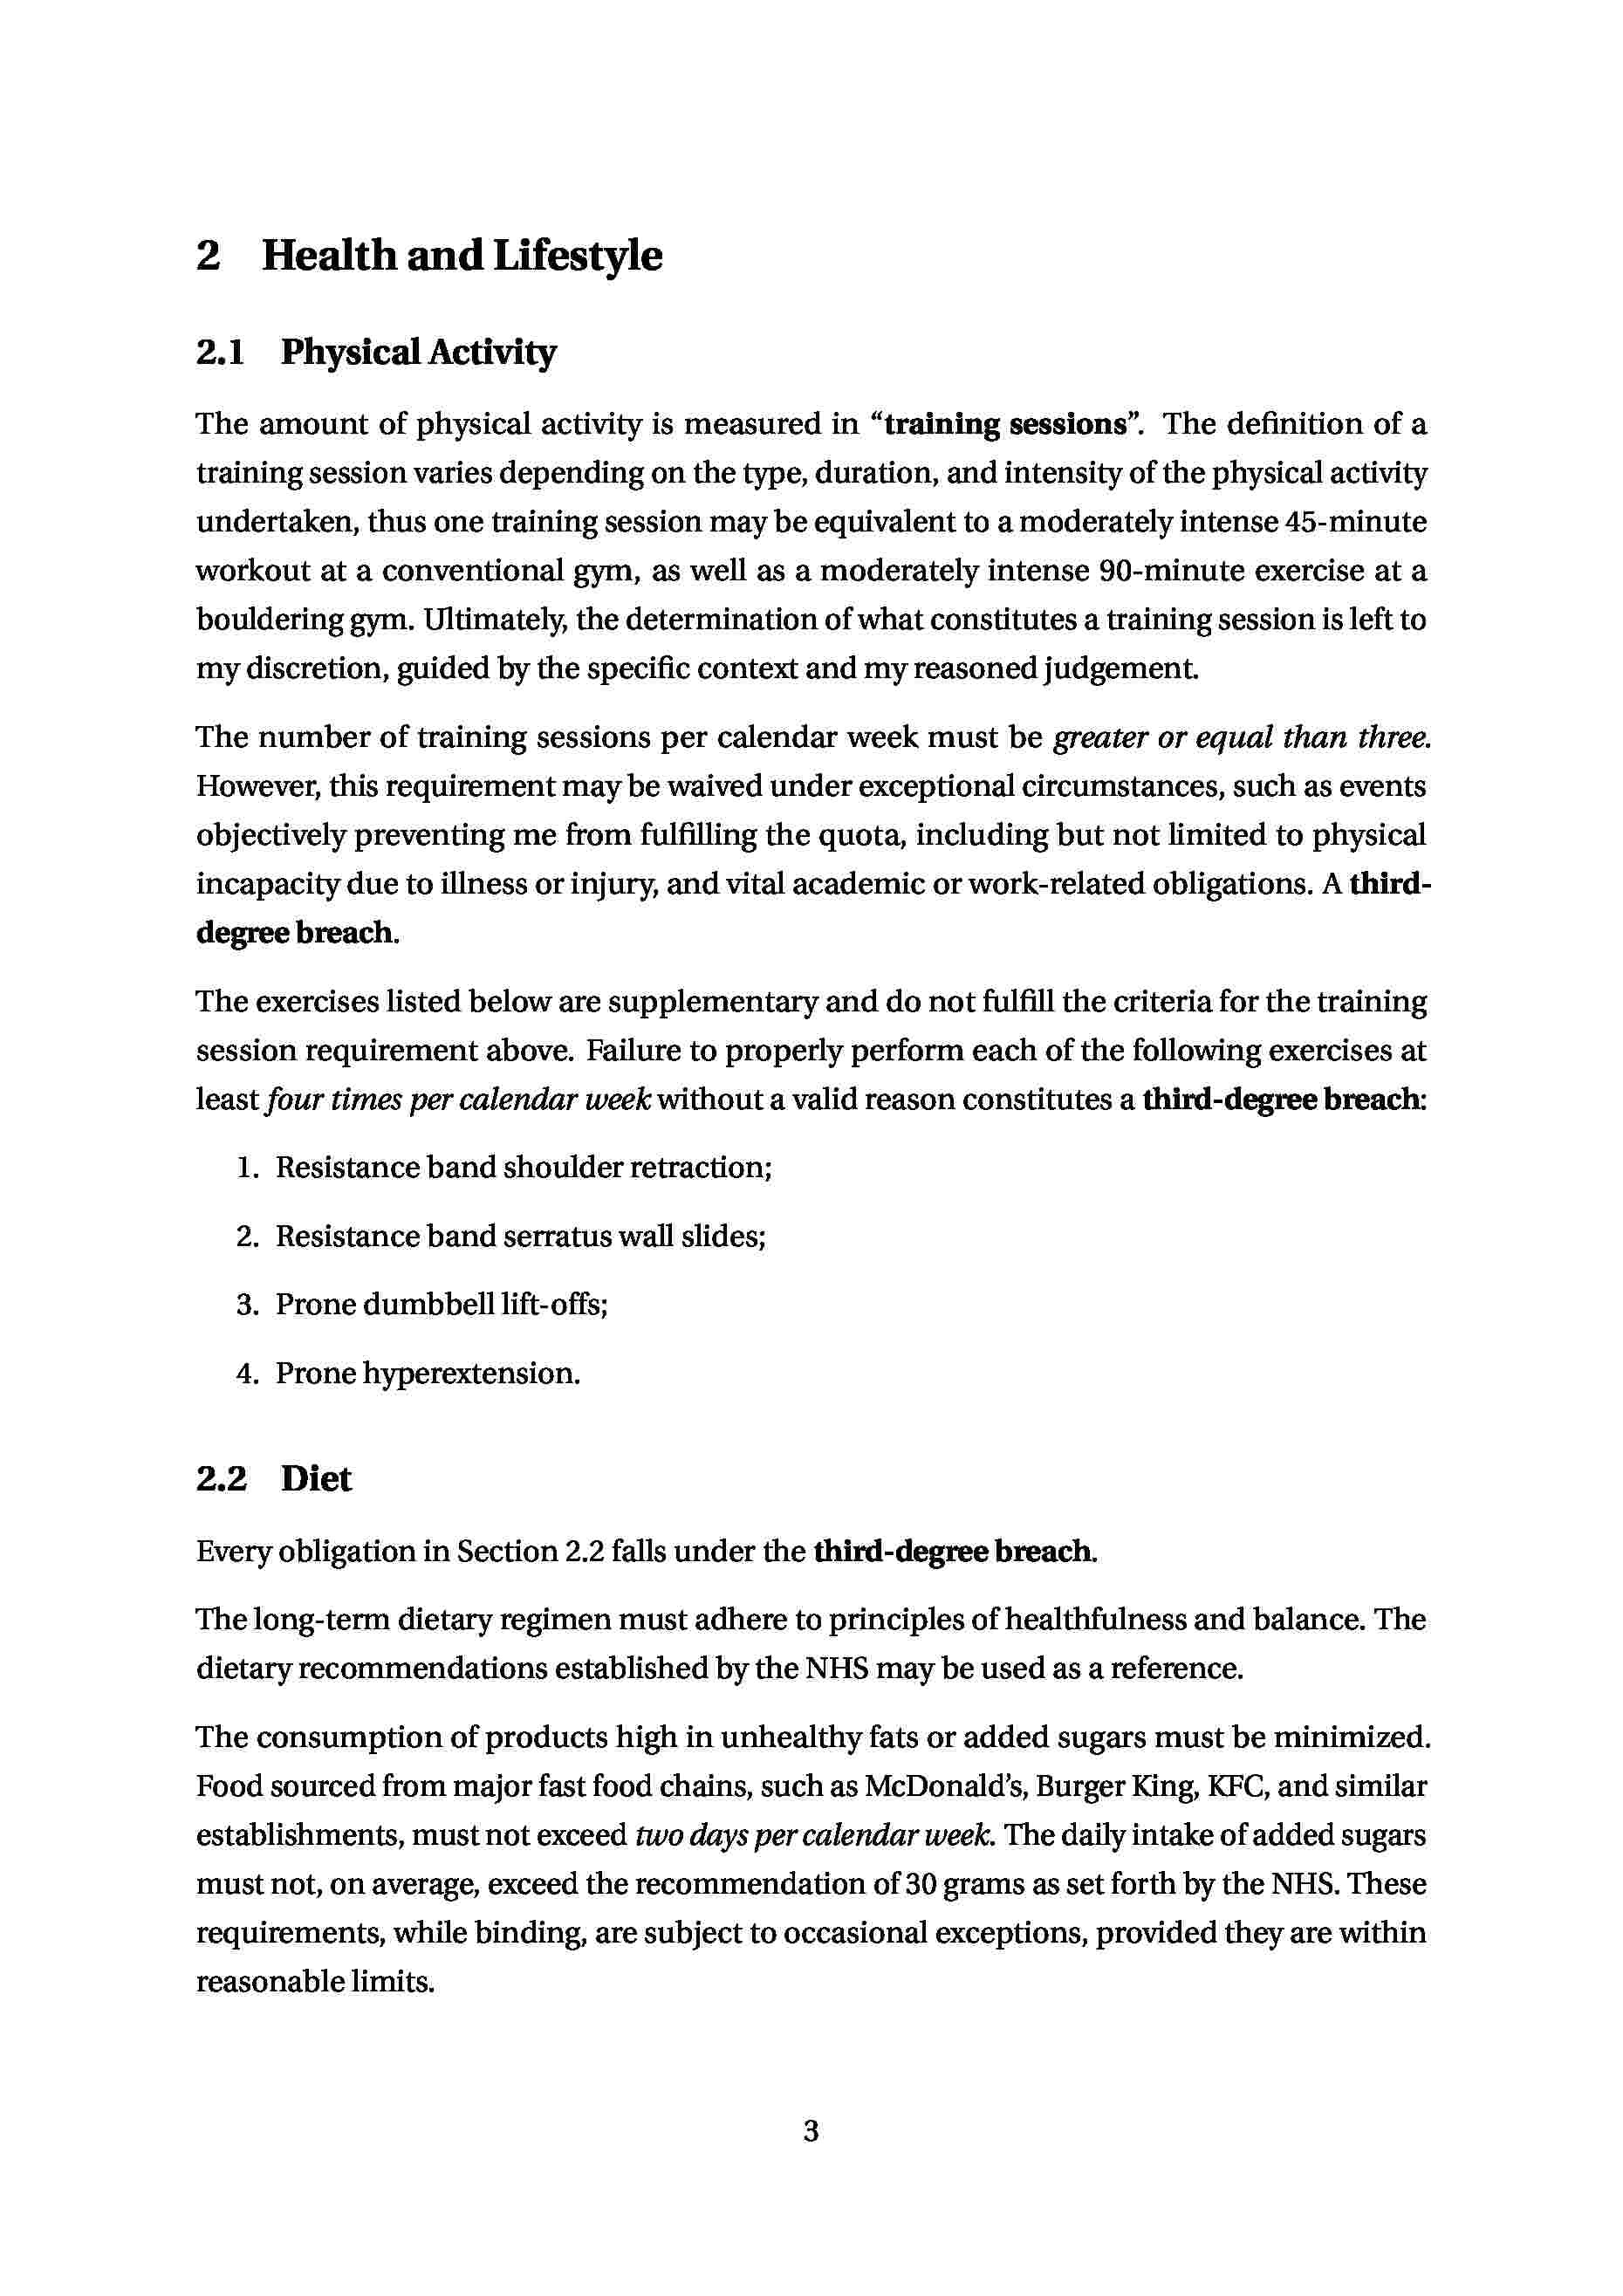 2 Health and Lifestyle
2.1 Physical Activity
The amount of physical activity is measured in “training sessions”. The definition of a
training session varies depending on the type, duration, and intensity of the physical activity
undertaken, thus one training session may be equivalent to a moderately intense 45-minute
workout at a conventional gym, as well as a moderately intense 90-minute exercise at a
bouldering gym. Ultimately, the determination of what constitutes a training session is left to
my discretion, guided by the specific context and my reasoned judgement.
The number of training sessions per calendar week must be greater or equal than three.
However, this requirement may be waived under exceptional circumstances, such as events
objectively preventing me from fulfilling the quota, including but not limited to physical
incapacity due to illness or injury, and vital academic or work-related obligations. A third-
degree breach.
The exercises listed below are supplementary and do not fulfill the criteria for the training
session requirement above. Failure to properly perform each of the following exercises at
least four times per calendar week without a valid reason constitutes a third-degree breach:
1. Resistance band shoulder retraction;
2. Resistance band serratus wall slides;
3. Prone dumbbell lift-offs;
4. Prone hyperextension.
2.2 Diet
Every obligation in Section 2.2 falls under the third-degree breach.
The long-term dietary regimen must adhere to principles of healthfulness and balance. The
dietary recommendations established by the NHS may be used as a reference.
The consumption of products high in unhealthy fats or added sugars must be minimized.
Food sourced from major fast food chains, such as McDonald’s, Burger King, KFC, and similar
establishments, must not exceed two days per calendar week. The daily intake of added sugars
must not, on average, exceed the recommendation of 30 grams as set forth by the NHS. These
requirements, while binding, are subject to occasional exceptions, provided they are within
reasonable limits.
3